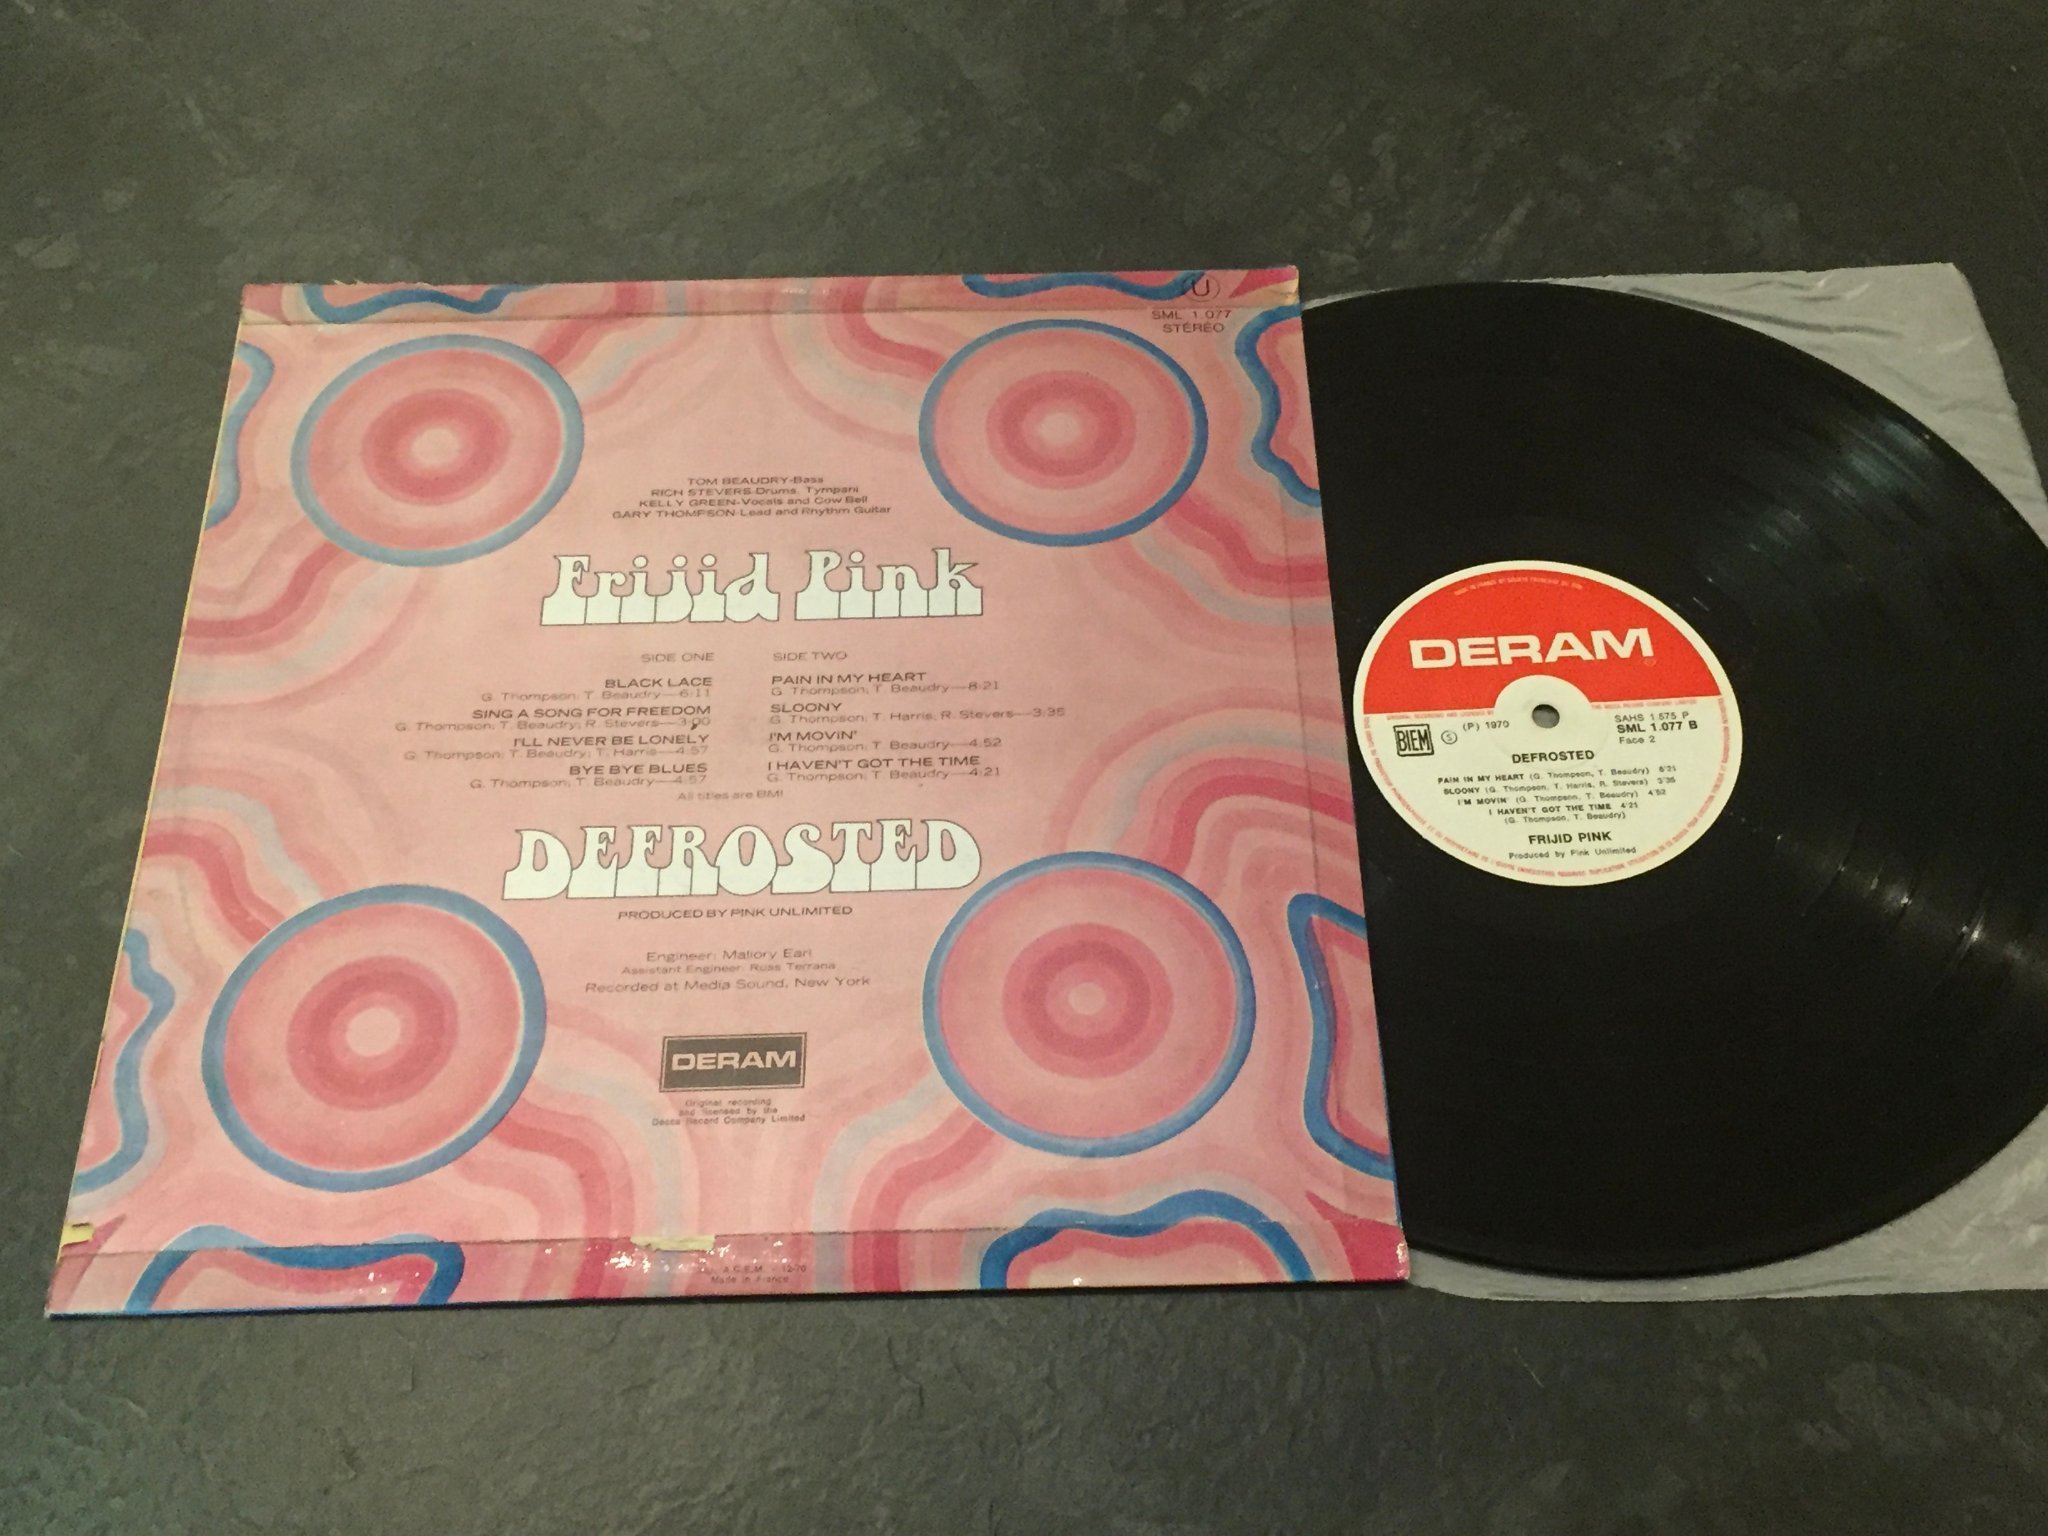 U
SML 1.077
STÉRÉO
TOM BEAUDRY-Bass
RICH STEVERS-Drums, Tympani
KELLY GREEN-Vocals and Cow Bell
GARY THOMPSON-Lead and Rhythm Guitar
Frijid Pink
SIDE ONE
BLACK LACE
G. Thompson; T. Beaudry—6:11
SING A SONG FOR FREEDOM
G. Thompson; T. Beaudry; R. Stevers—3:00
I'LL NEVER BE LONELY
G. Thompson; T. Beaudry; T. Harris—4:57
BYE BYE BLUES
G. Thompson; T. Beaudry—4:57
SIDE TWO
PAIN IN MY HEART
G. Thompson; T. Beaudry—8:21
SLOONY
G. Thompson; T. Harris, R. Stevers—3:35
I'M MOVIN'
G. Thompson; T. Beaudry—4:52
I HAVEN'T GOT THE TIME
G. Thompson; T. Beaudry—4:21
All titles are BMI
DEFROSTED
PRODUCED BY PINK UNLIMITED
Engineer: Mallory Earl
Assistant Engineer: Russ Terrana
Recorded at Media Sound, New York
DERAM
Original recording
and licensed by the
Decca Record Company Limited
A.C.E.M. - 12-70
Made in France
DERAM
BIEM
S
(P) 1970
SAHS 1.575 P
SML 1.077 B
Face 2
DEFROSTED
PAIN IN MY HEART (G. Thompson, T. Beaudry) 8'21
SLOONY (G. Thompson, T. Harris, R. Stevers) 3'35
I'M MOVIN' (G. Thompson, T. Beaudry) 4'52
I HAVEN'T GOT THE TIME 4'21
(G. Thompson, T. Beaudry)
FRIJID PINK
Produced by Pink Unlimited